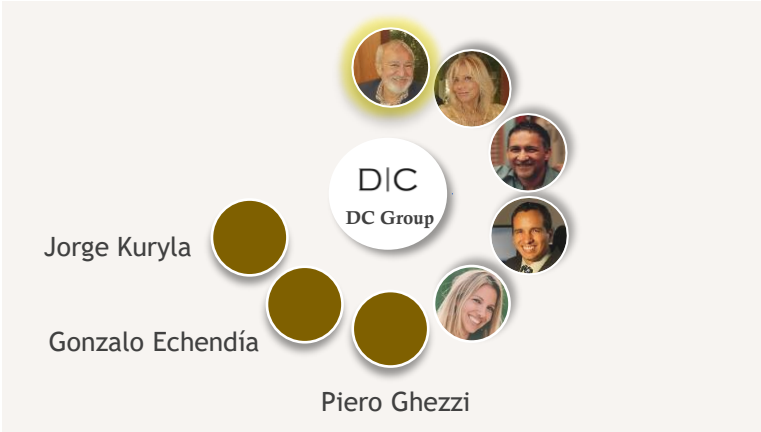 D|C
DC Group
Jorge Kuryla
Gonzalo Echendía
Piero Ghezzi